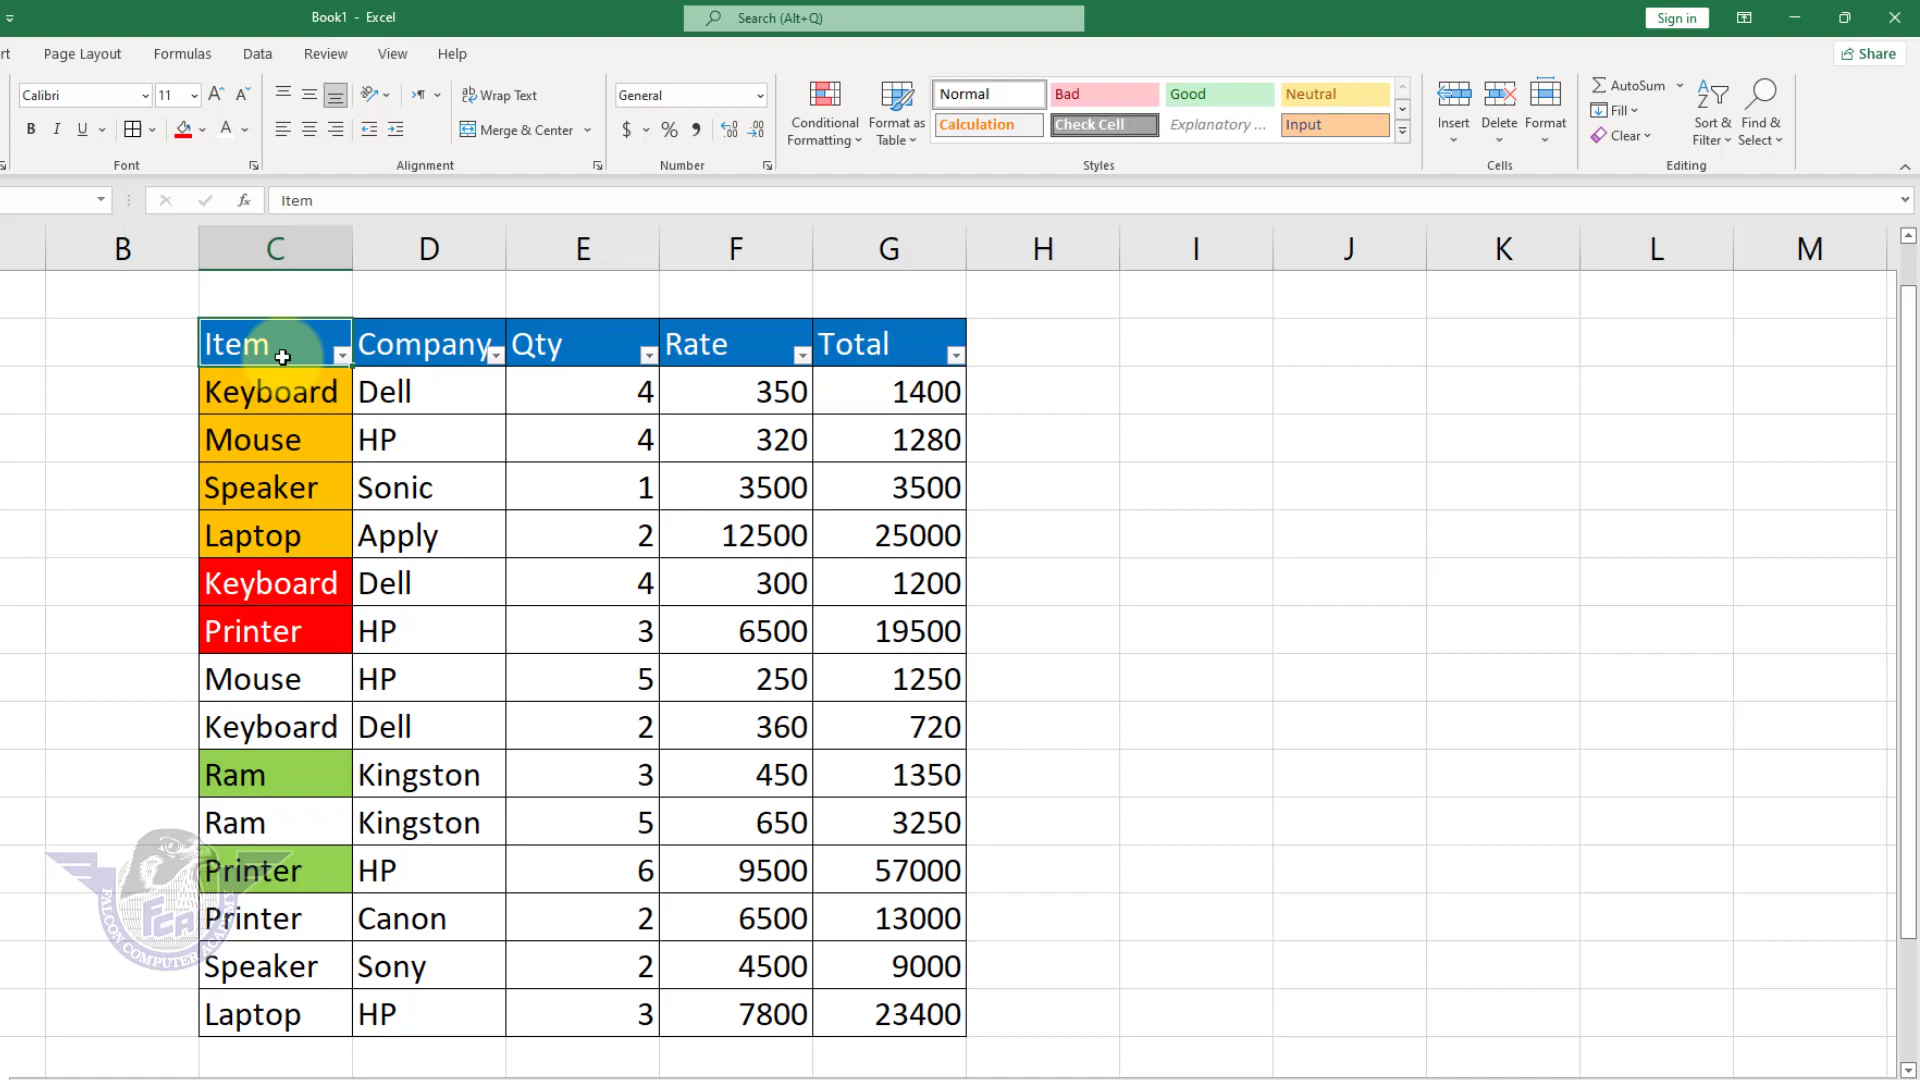 Book1 - Excel
Search (Alt+Q)
Sign in
rt Page Layout Formulas Data Review View Help
Share
Calibri 11
Wrap Text
General
Conditional Formatting
Format as Table
Normal Bad Good Neutral
Calculation Check Cell Explanatory ... Input
Insert Delete Format
AutoSum
Fill
Clear
Sort & Filter
Find & Select
B I U A
Merge & Center
$ %
Font Alignment Number Styles Cells Editing
fx Item
B C D E F G H I J K L M
Item Company Qty Rate Total
Keyboard Dell 4 350 1400
Mouse HP 4 320 1280
Speaker Sonic 1 3500 3500
Laptop Apply 2 12500 25000
Keyboard Dell 4 300 1200
Printer HP 3 6500 19500
Mouse HP 5 250 1250
Keyboard Dell 2 360 720
Ram Kingston 3 450 1350
Ram Kingston 5 650 3250
Printer HP 6 9500 57000
Printer Canon 2 6500 13000
Speaker Sony 2 4500 9000
Laptop HP 3 7800 23400
FCA
FALCON COMPUTER ACADEMY